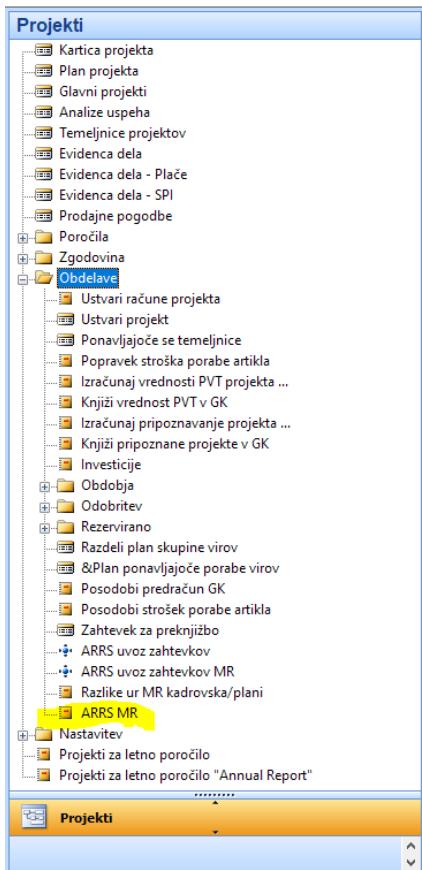 Projekti
Kartica projekta
Plan projekta
Glavni projekti
Analize uspeha
Temeljnice projektov
Evidenca dela
Evidenca dela - Plače
Evidenca dela - SPI
Prodajne pogodbe
Poročila
Zgodovina
Obdelave
Ustvari račune projekta
Ustvari projekt
Ponavljajoče se temeljnice
Popravek stroška porabe artikla
Izračunaj vrednosti PVT projekta ...
Knjiži vrednost PVT v GK
Izračunaj pripoznavanje projekta ...
Knjiži pripoznane projekte v GK
Investicije
Obdobja
Odobritev
Rezervirano
Razdeli plan skupine virov
&Plan ponavljajoče porabe virov
Posodobi predračun GK
Posodobi strošek porabe artikla
Zahtevek za preknjižbo
ARRS uvoz zahtevkov
ARRS uvoz zahtevkov MR
Razlike ur MR kadrovska/plani
ARRS MR
Nastavitev
Projekti za letno poročilo
Projekti za letno poročilo "Annual Report"
Projekti